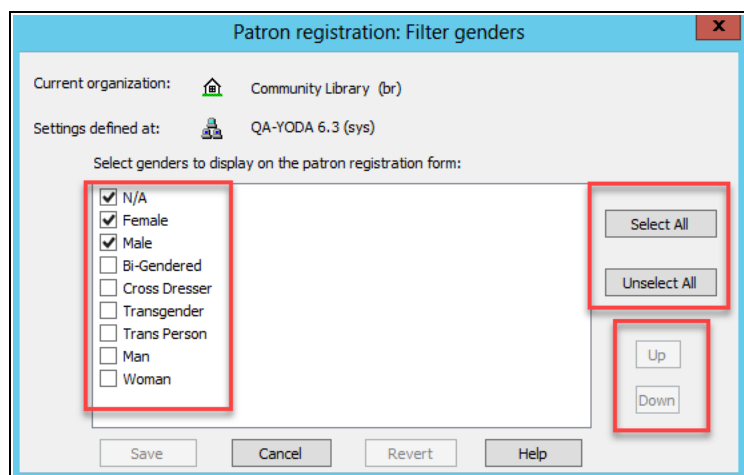 Patron registration: Filter genders
x
Current organization: Community Library (br)
Settings defined at: QA-YODA 6.3 (sys)
Select genders to display on the patron registration form:
N/A
Female
Male
Bi-Gendered
Cross Dresser
Transgender
Trans Person
Man
Woman
Select All
Unselect All
Up
Down
Save Cancel Revert Help